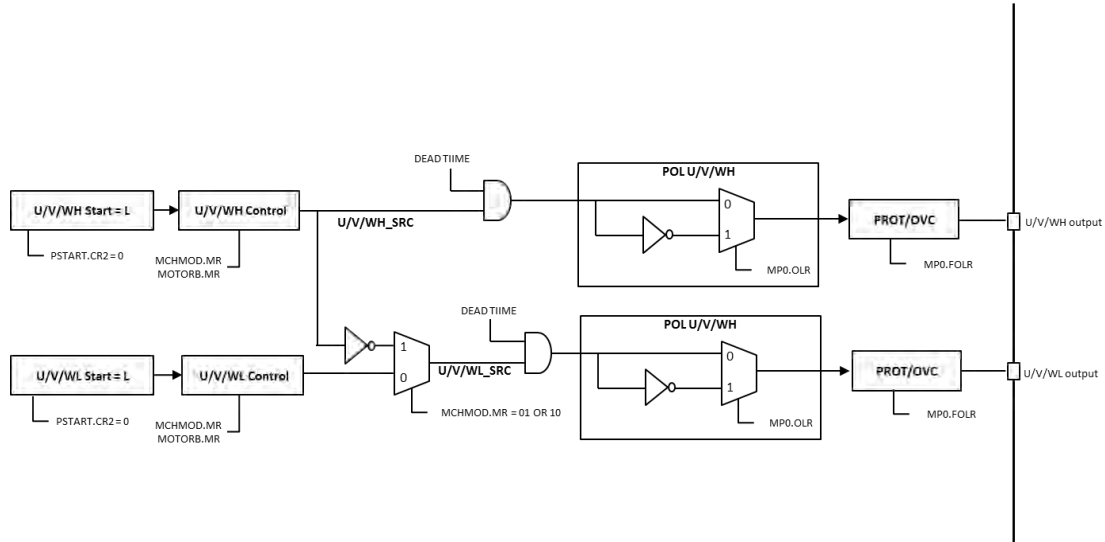 DEAD TIIME
POL U/V/WH
U/V/WH Start = L
U/V/WH Control
U/V/WH_SRC
0
1
PROT/OVC
U/V/WH output
PSTART.CR2 = 0
MCHMOD.MR
MOTORB.MR
MP0.OLR
MP0.FOLR
DEAD TIIME
POL U/V/WH
U/V/WL Start = L
U/V/WL Control
1
0
U/V/WL_SRC
0
1
PROT/OVC
U/V/WL output
PSTART.CR2 = 0
MCHMOD.MR
MOTORB.MR
MCHMOD.MR = 01 OR 10
MP0.OLR
MP0.FOLR